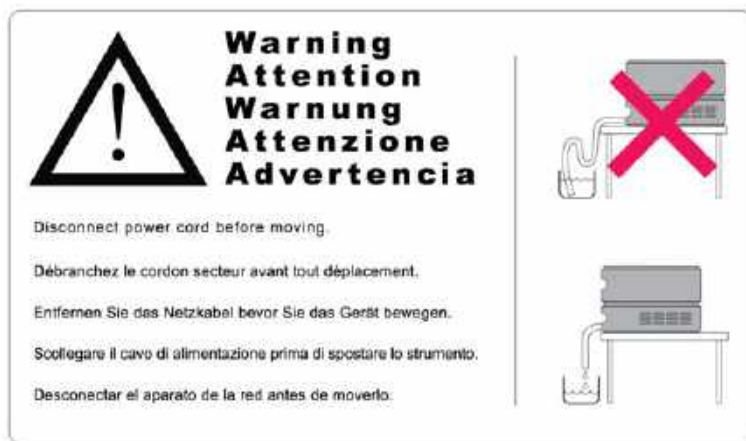 Warning
Attention
Warnung
Attenzione
Advertencia
Disconnect power cord before moving.
Débranchez le cordon secteur avant tout déplacement.
Entfernen Sie das Netzkabel bevor Sie das Gerät bewegen.
Scollegare il cavo di alimentazione prima di spostare lo strumento.
Desconectar el aparato de la red antes de moverlo.